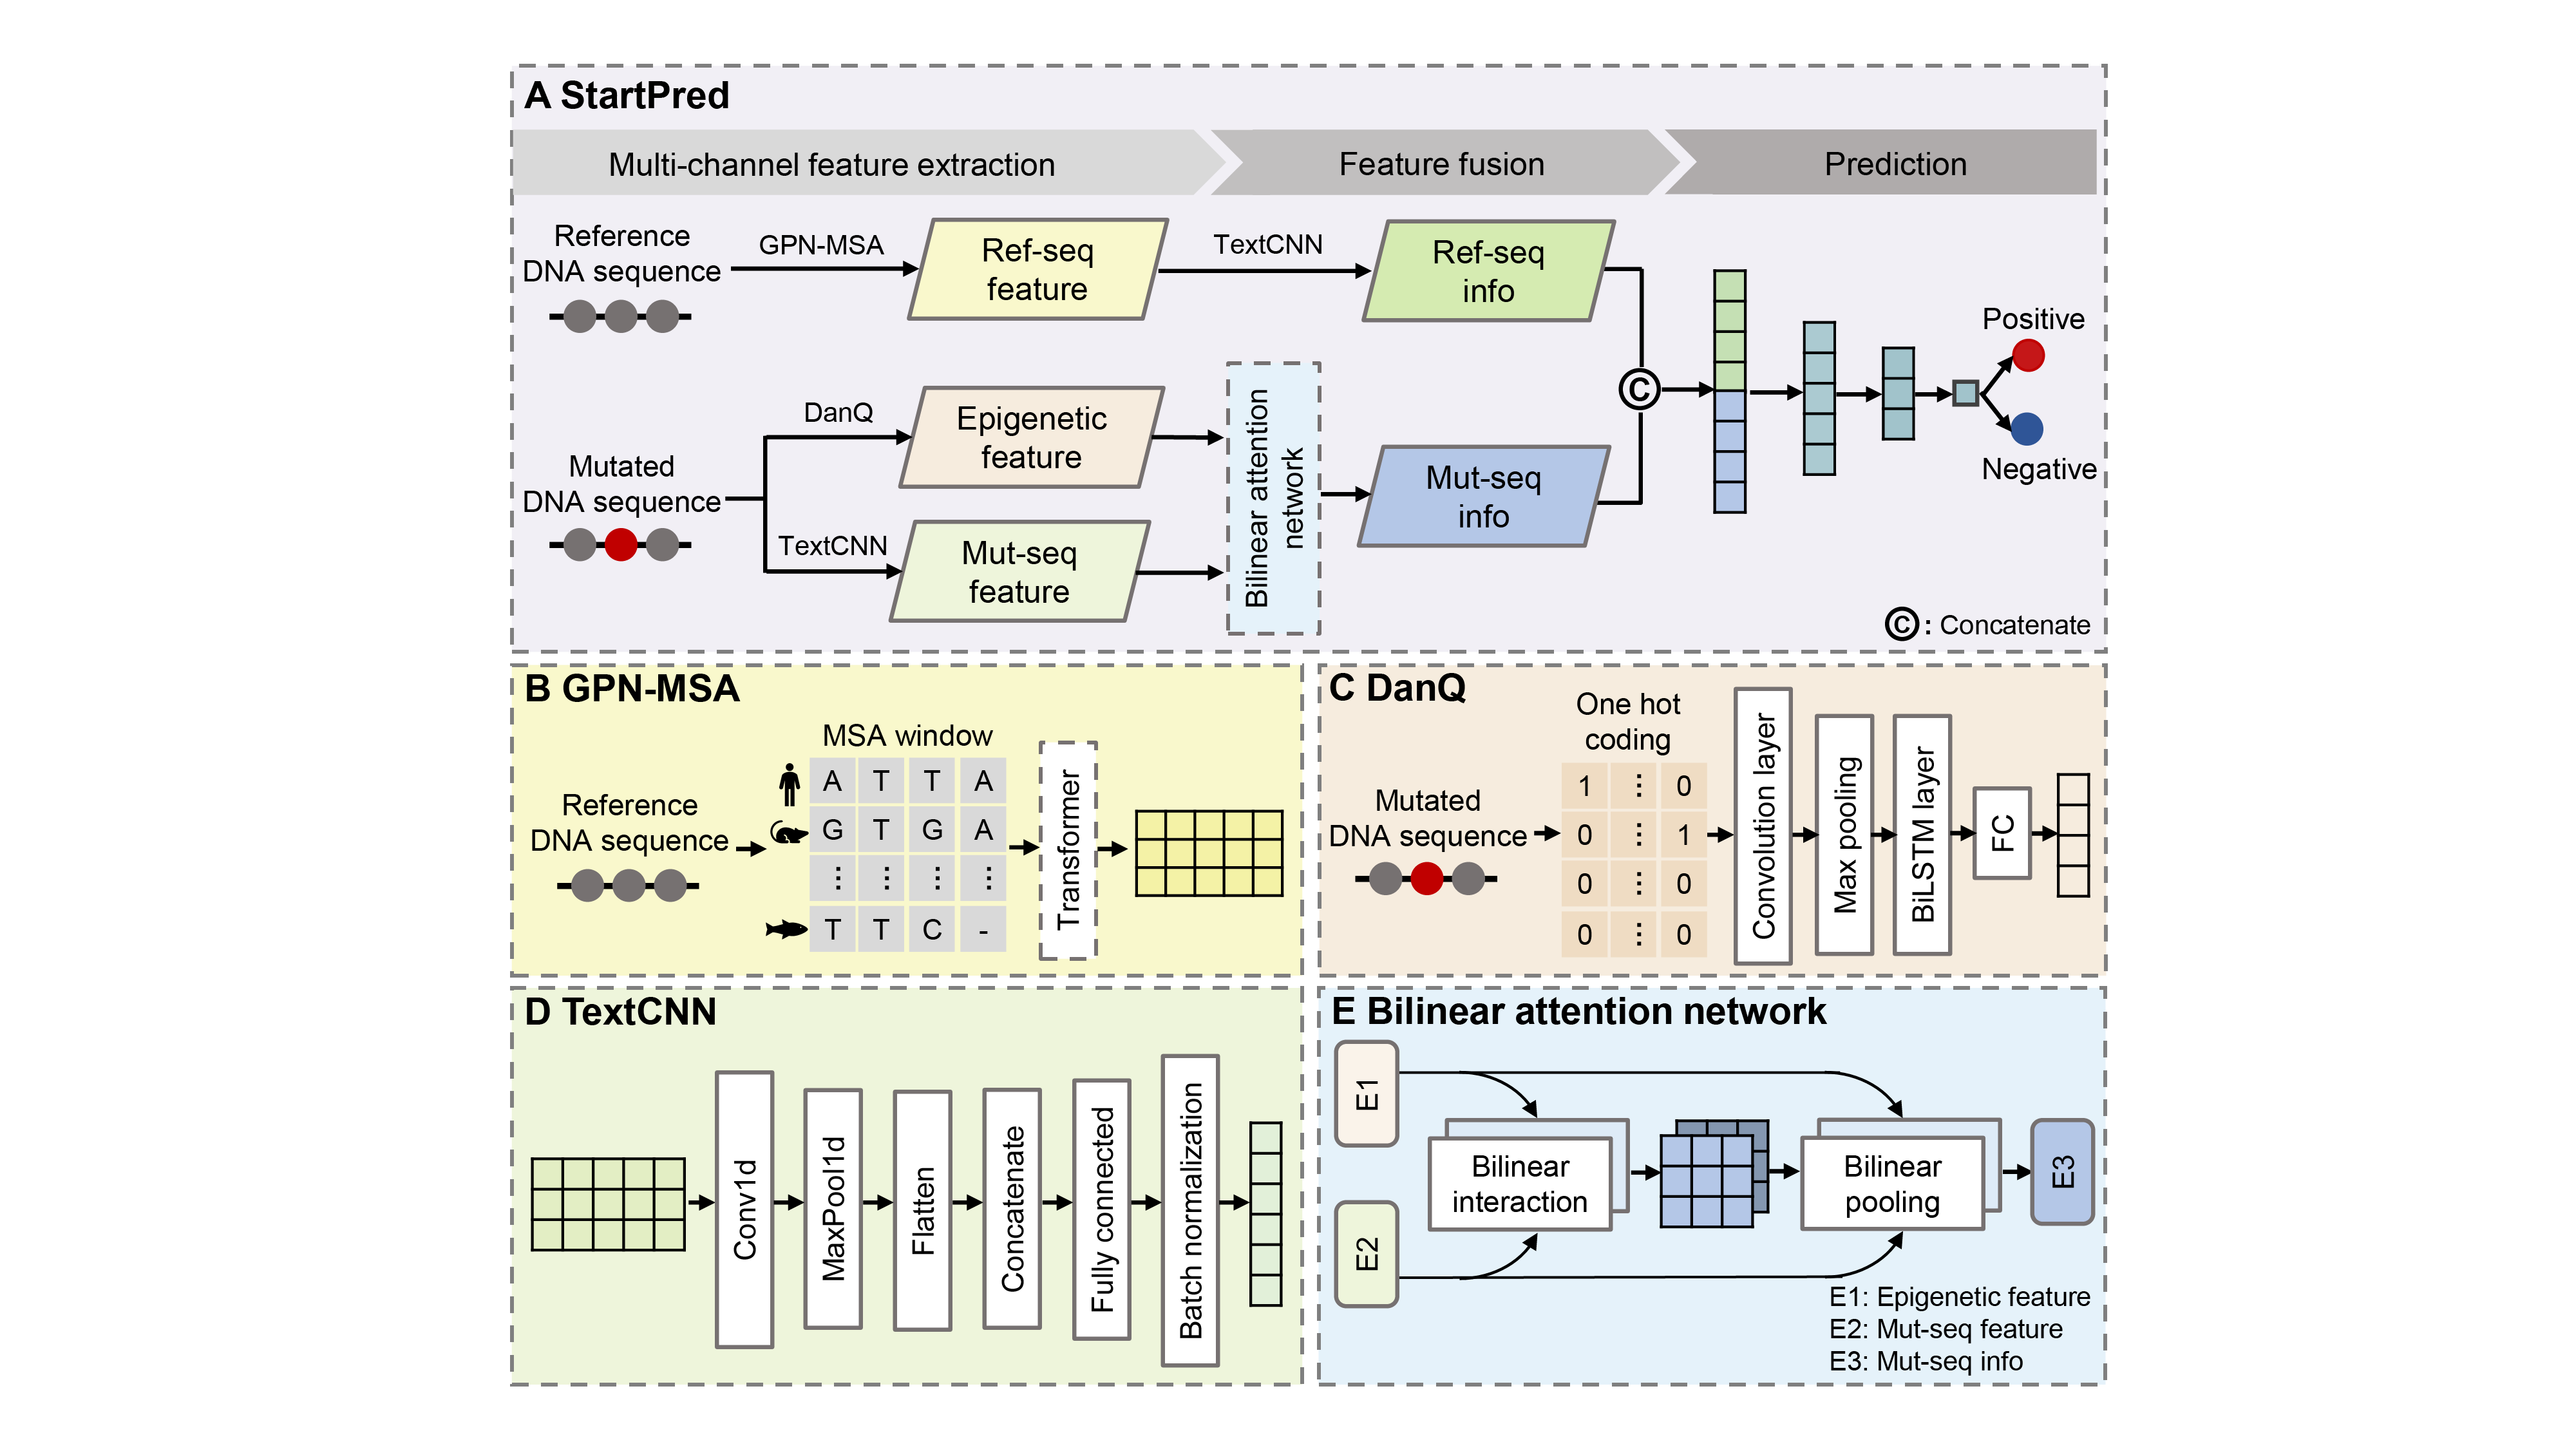 A StartPred
Multi-channel feature extraction
Feature fusion
Prediction
Reference
DNA sequence
GPN-MSA
Ref-seq
feature
TextCNN
Ref-seq
info
Mutated
DNA sequence
DanQ
Epigenetic
feature
TextCNN
Mut-seq
feature
Bilinear attention
network
Mut-seq
info
C
Positive
Negative
C : Concatenate
B GPN-MSA
Reference
DNA sequence
MSA window
A T T A
G T G A
⋮ ⋮ ⋮ ⋮
T T C -
Transformer
C DanQ
Mutated
DNA sequence
One hot
coding
1 ⋮ 0
0 ⋮ 1
0 ⋮ 0
0 ⋮ 0
Convolution layer
Max pooling
BiLSTM layer
FC
D TextCNN
Conv1d
MaxPool1d
Flatten
Concatenate
Fully connected
Batch normalization
E Bilinear attention network
E1
E2
Bilinear
interaction
Bilinear
pooling
E3
E1: Epigenetic feature
E2: Mut-seq feature
E3: Mut-seq info